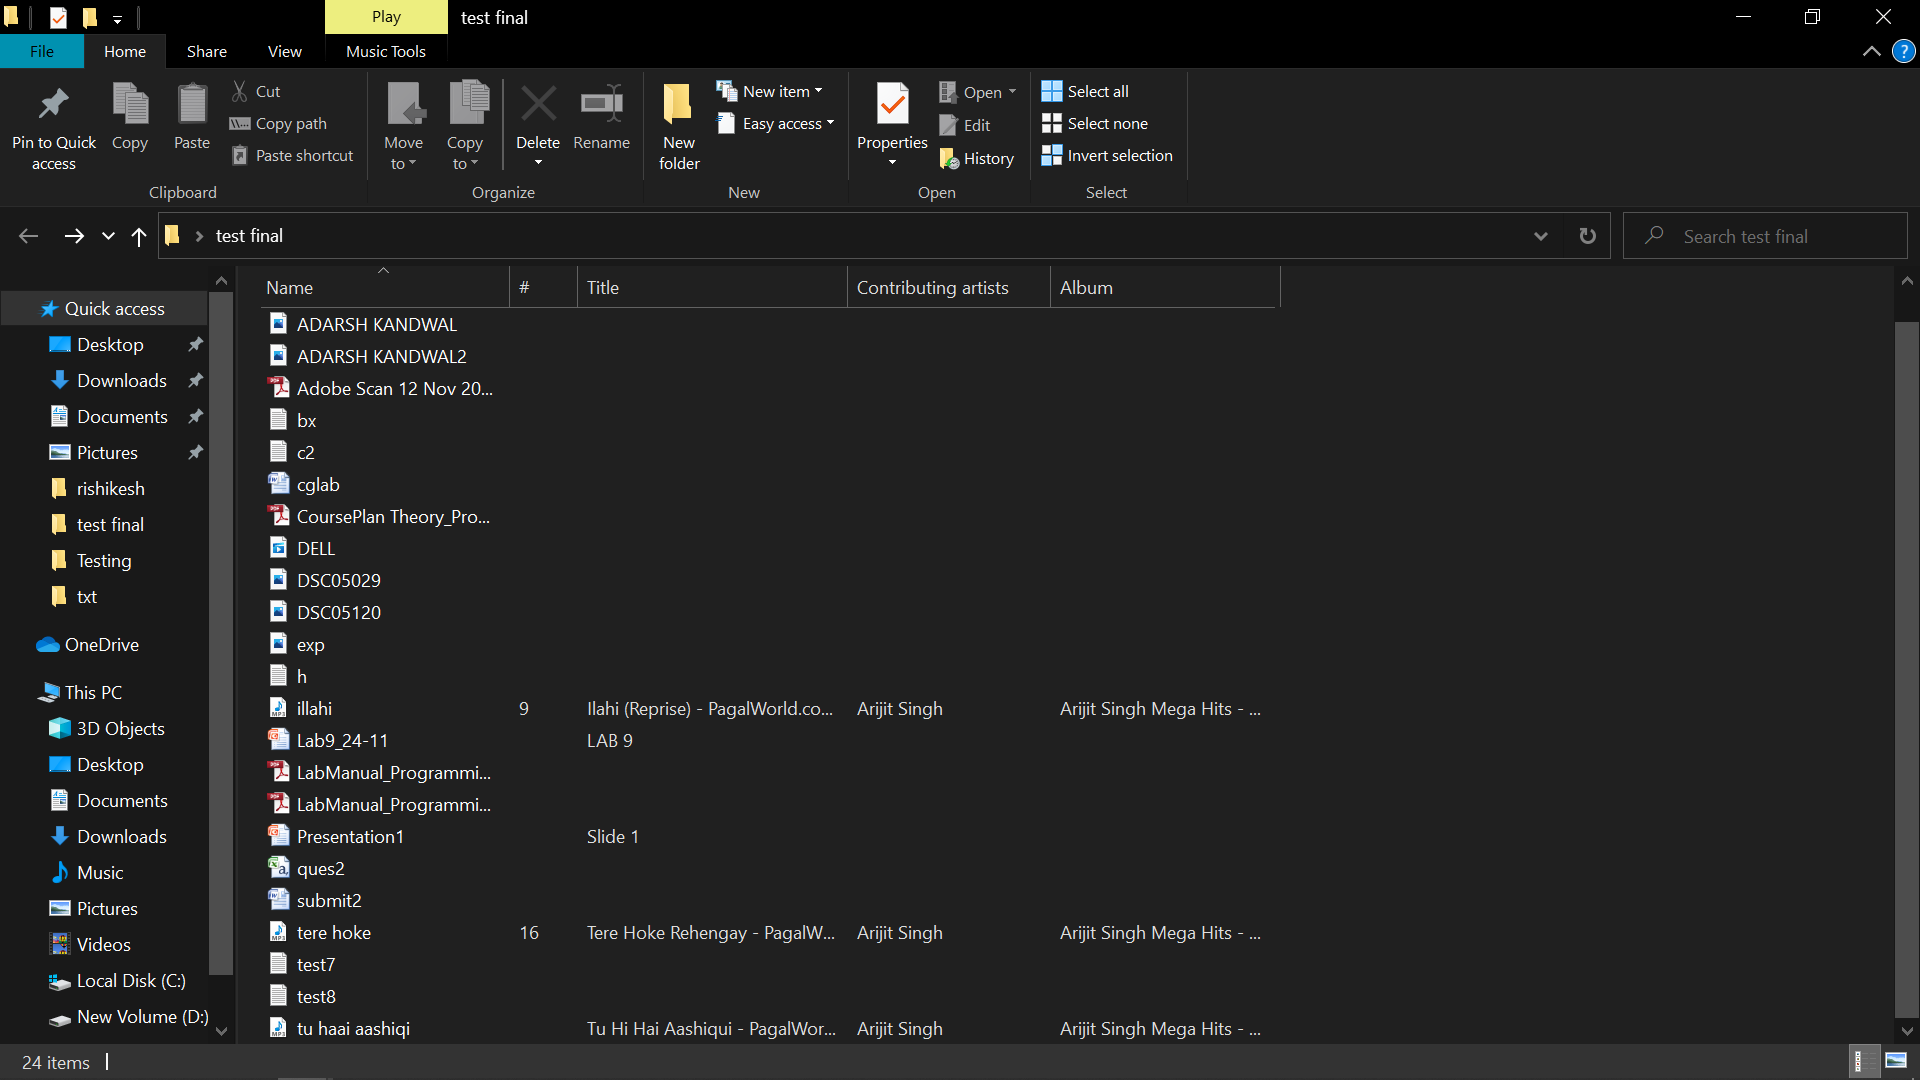 Play
test final
File
Home
Share
View
Music Tools
Pin to Quick access
Copy
Paste
Cut
Copy path
Paste shortcut
Clipboard
Move to
Copy to
Delete
Rename
Organize
New folder
New item
Easy access
New
Properties
Open
Edit
History
Open
Select all
Select none
Invert selection
Select
test final
Search test final
Quick access
Desktop
Downloads
Documents
Pictures
rishikesh
test final
Testing
txt
OneDrive
This PC
3D Objects
Desktop
Documents
Downloads
Music
Pictures
Videos
Local Disk (C:)
New Volume (D:)
Name # Title Contributing artists Album
ADARSH KANDWAL
ADARSH KANDWAL2
Adobe Scan 12 Nov 20...
bx
c2
cglab
CoursePlan Theory_Pro...
DELL
DSC05029
DSC05120
exp
h
illahi 9 Ilahi (Reprise) - PagalWorld.co... Arijit Singh Arijit Singh Mega Hits - ...
Lab9_24-11 LAB 9
LabManual_Programmi...
LabManual_Programmi...
Presentation1 Slide 1
ques2
submit2
tere hoke 16 Tere Hoke Rehengay - PagalW... Arijit Singh Arijit Singh Mega Hits - ...
test7
test8
tu haai aashiqi Tu Hi Hai Aashiqui - PagalWor... Arijit Singh Arijit Singh Mega Hits - ...
24 items